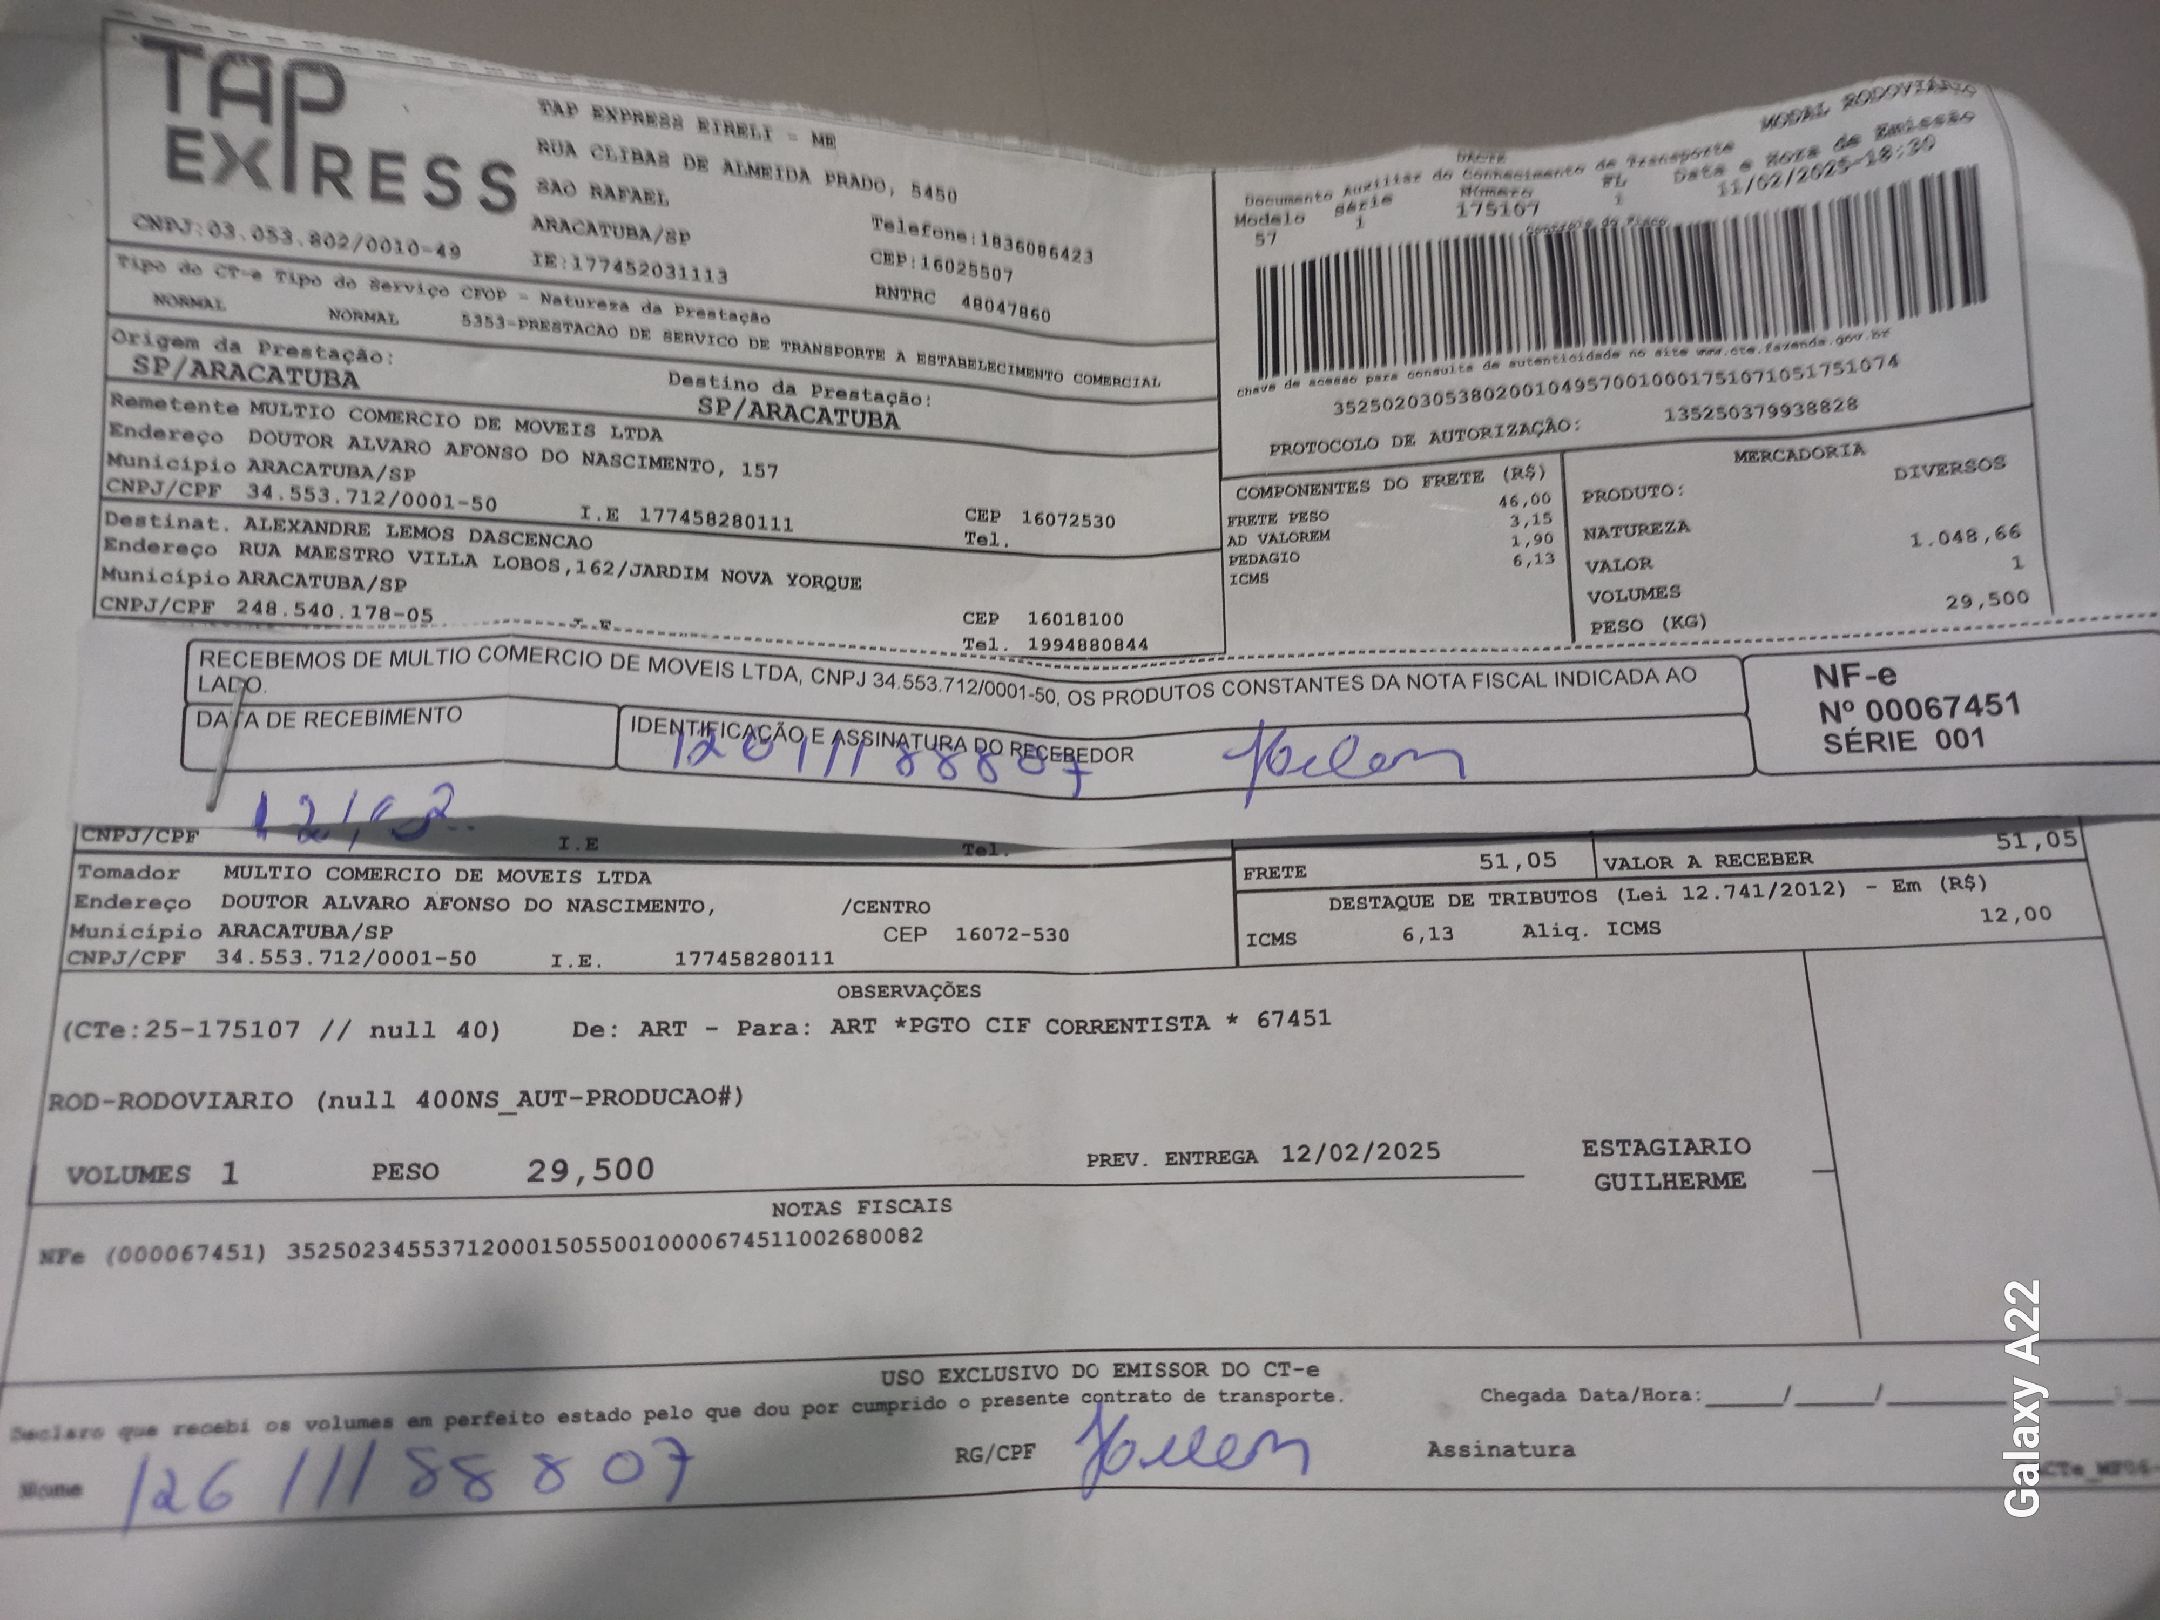 TAP
EXPRESS
TAP EXPRESS EIRELI - ME
RUA CLIBAS DE ALMEIDA PRADO, 5450
SAO RAFAEL
ARACATUBA/SP
Telefone:1836086423
CNPJ:03.053.802/0010-49
IE:177452031113
CEP:16025507
RNTRC 48047860
MODAL RODOVIÁRIO
DACTE
Documento Auxiliar do Conhecimento de Transporte
Data e Hora de Emissão
Modelo Série Número FL
57 1 175107 1 11/02/2025-18:30
Controle do Fisco
Tipo do CT-e Tipo do Serviço CFOP - Natureza da Prestação
NORMAL NORMAL 5353-PRESTACAO DE SERVICO DE TRANSPORTE A ESTABELECIMENTO COMERCIAL
Chave de acesso para consulta de autenticidade no site www.cte.fazenda.gov.br
35250203053802001049570010001751071051751074
PROTOCOLO DE AUTORIZAÇÃO: 135250379938828
Origem da Prestação:
SP/ARACATUBA
Destino da Prestação:
SP/ARACATUBA
Remetente MULTIO COMERCIO DE MOVEIS LTDA
Endereço DOUTOR ALVARO AFONSO DO NASCIMENTO, 157
Município ARACATUBA/SP
CNPJ/CPF 34.553.712/0001-50 I.E 177458280111 CEP 16072530
Tel.
Destinat. ALEXANDRE LEMOS DASCENCAO
Endereço RUA MAESTRO VILLA LOBOS,162/JARDIM NOVA YORQUE
Município ARACATUBA/SP
CEP 16018100
CNPJ/CPF 248.540.178-05 I.E Tel. 1994880844
COMPONENTES DO FRETE (R$)
FRETE PESO 46,00
AD VALOREM 3,15
PEDAGIO 1,90
ICMS 6,13
MERCADORIA
PRODUTO: DIVERSOS
NATUREZA
VALOR 1.048,66
VOLUMES 1
PESO (KG) 29,500
RECEBEMOS DE MULTIO COMERCIO DE MOVEIS LTDA, CNPJ 34.553.712/0001-50, OS PRODUTOS CONSTANTES DA NOTA FISCAL INDICADA AO
LADO.
DATA DE RECEBIMENTO
IDENTIFICAÇÃO E ASSINATURA DO RECEBEDOR
NF-e
Nº 00067451
SÉRIE 001
12/02
CNPJ/CPF I.E Tel.
Tomador MULTIO COMERCIO DE MOVEIS LTDA
Endereço DOUTOR ALVARO AFONSO DO NASCIMENTO, /CENTRO
Município ARACATUBA/SP CEP 16072-530
CNPJ/CPF 34.553.712/0001-50 I.E. 177458280111
FRETE 51,05 VALOR A RECEBER 51,05
DESTAQUE DE TRIBUTOS (Lei 12.741/2012) - Em (R$)
ICMS 6,13 Aliq. ICMS 12,00
OBSERVAÇÕES
(CTe:25-175107 // null 40) De: ART - Para: ART *PGTO CIF CORRENTISTA * 67451
ROD-RODOVIARIO (null 400NS_AUT-PRODUCAO#)
VOLUMES 1 PESO 29,500 PREV. ENTREGA 12/02/2025
ESTAGIARIO
GUILHERME
NOTAS FISCAIS
NFe (000067451) 35250234553712000150550010000674511002680082
USO EXCLUSIVO DO EMISSOR DO CT-e
Declaro que recebi os volumes em perfeito estado pelo que dou por cumprido o presente contrato de transporte.
Chegada Data/Hora:_____/_____/
Nome 126 111 888 07 RG/CPF Assinatura
Galaxy A22